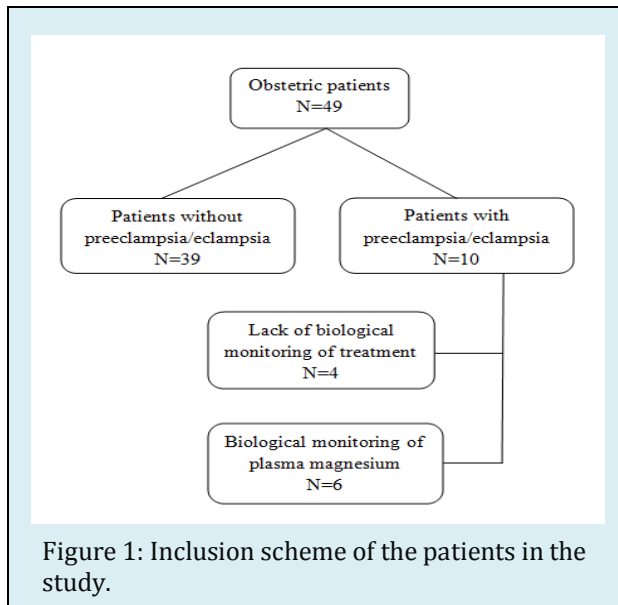 Obstetric patients
N=49
Patients without
preeclampsia/eclampsia
N=39
Patients with
preeclampsia/eclampsia
N=10
Lack of biological
monitoring of treatment
N=4
Biological monitoring of
plasma magnesium
N=6
Figure 1: Inclusion scheme of the patients in the
study.